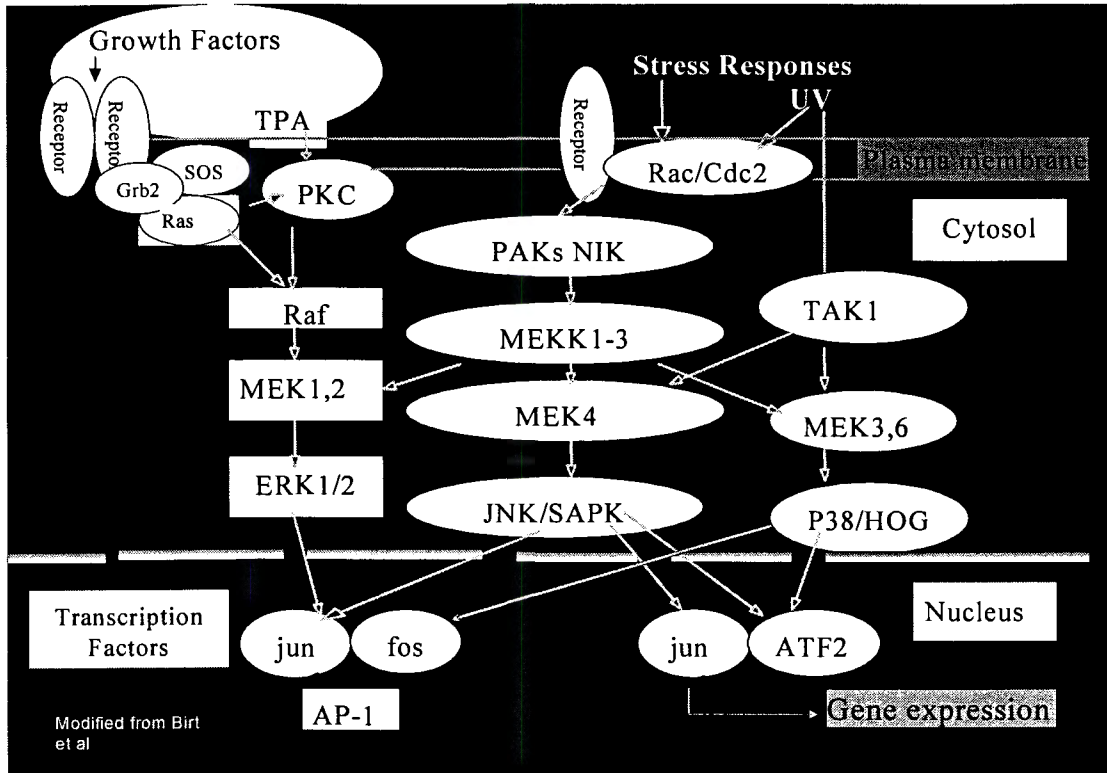 Growth Factors
Stress Responses
UV
Receptor
Receptor
Receptor
TPA
Plasma membrane
SOS
Grb2
PKC
Rac/Cdc2
Ras
Cytosol
PAKs NIK
Raf
MEKK1-3
TAK1
MEK1,2
MEK4
MEK3,6
ERK1/2
JNK/SAPK
P38/HOG
Transcription
Factors
Nucleus
jun
fos
jun
ATF2
AP-1
Gene expression
Modified from Birt
et al